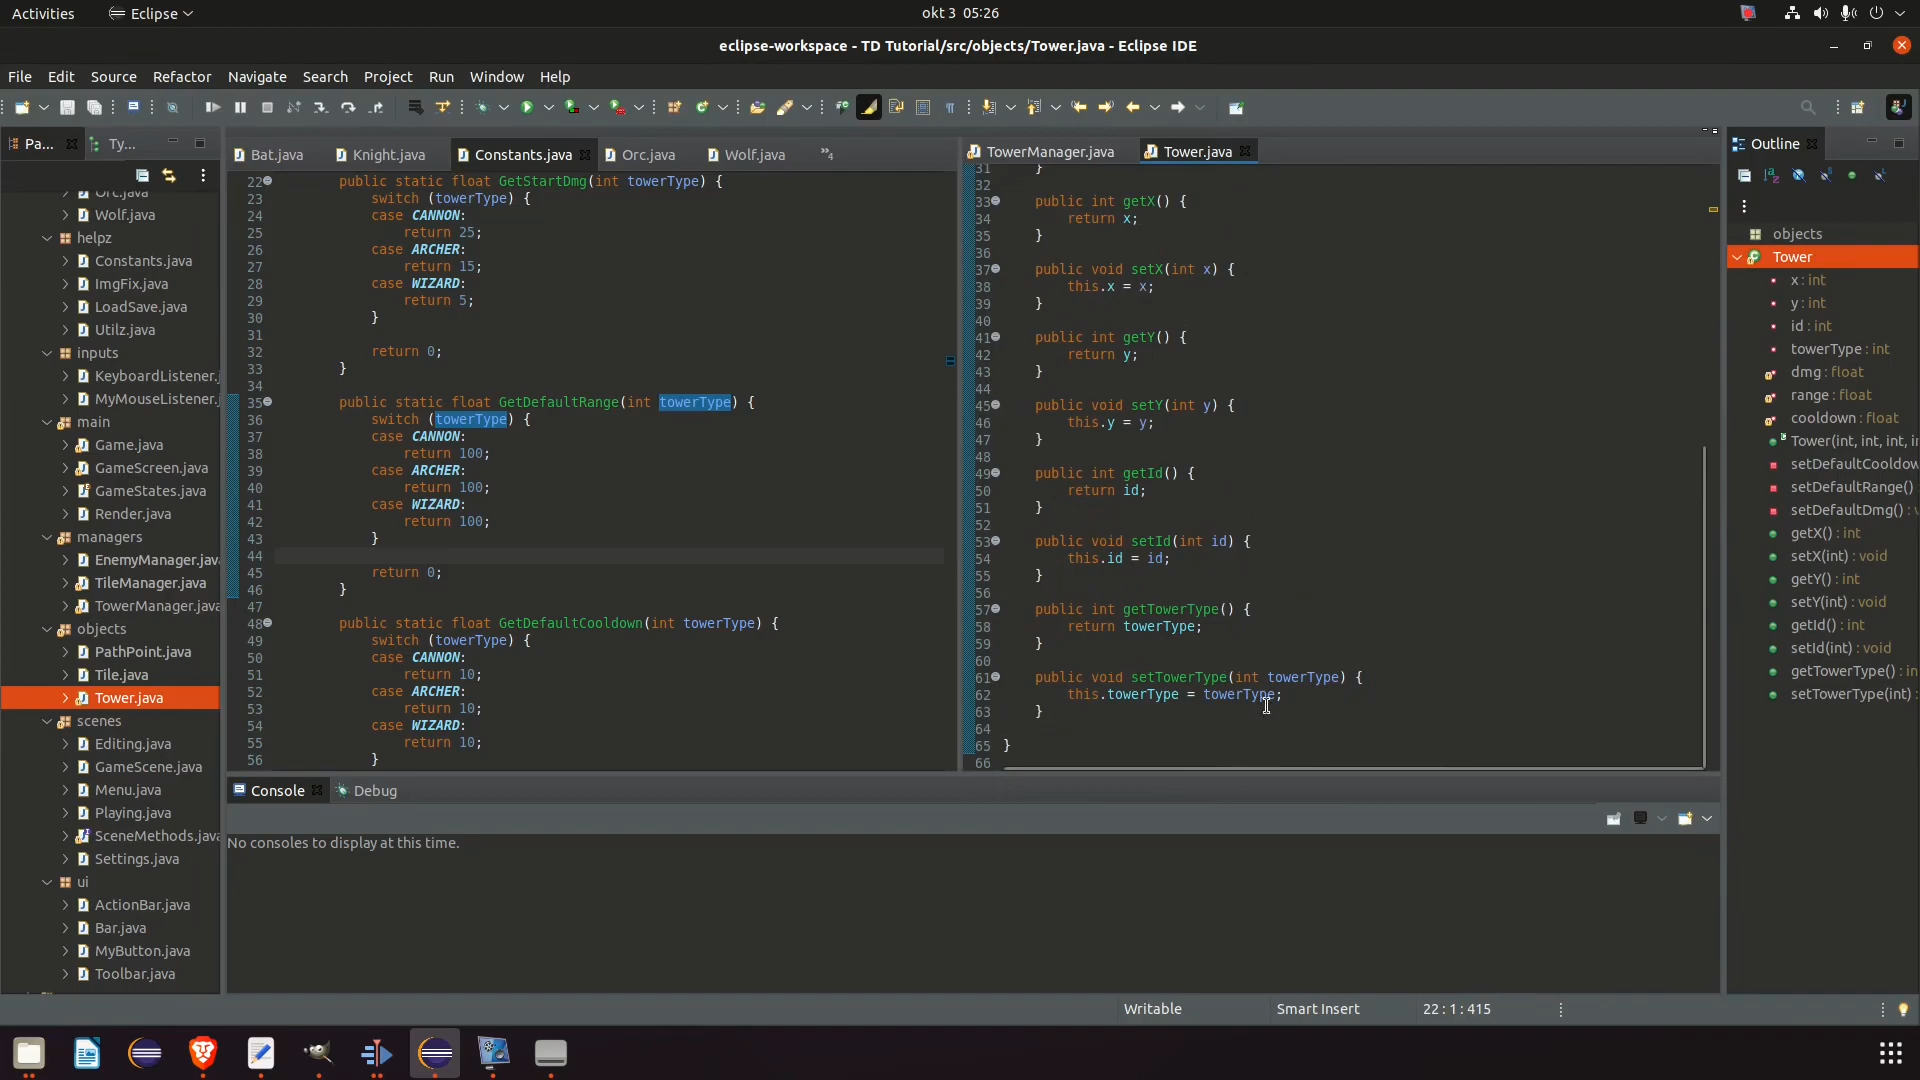 Activities
Eclipse
okt 3 05:26
eclipse-workspace - TD Tutorial/src/objects/Tower.java - Eclipse IDE
File Edit Source Refactor Navigate Search Project Run Window Help
Pa... Ty...
Orc.java
Wolf.java
helpz
Constants.java
ImgFix.java
LoadSave.java
Utilz.java
inputs
KeyboardListener.j
MyMouseListener.j
main
Game.java
GameScreen.java
GameStates.java
Render.java
managers
EnemyManager.java
TileManager.java
TowerManager.java
objects
PathPoint.java
Tile.java
Tower.java
scenes
Editing.java
GameScene.java
Menu.java
Playing.java
SceneMethods.java
Settings.java
ui
ActionBar.java
Bar.java
MyButton.java
Toolbar.java
Bat.java Knight.java Constants.java Orc.java Wolf.java »4
22 public static float GetStartDmg(int towerType) {
23 switch (towerType) {
24 case CANNON:
25 return 25;
26 case ARCHER:
27 return 15;
28 case WIZARD:
29 return 5;
30 }
31
32 return 0;
33 }
34
35 public static float GetDefaultRange(int towerType) {
36 switch (towerType) {
37 case CANNON:
38 return 100;
39 case ARCHER:
40 return 100;
41 case WIZARD:
42 return 100;
43 }
44
45 return 0;
46 }
47
48 public static float GetDefaultCooldown(int towerType) {
49 switch (towerType) {
50 case CANNON:
51 return 10;
52 case ARCHER:
53 return 10;
54 case WIZARD:
55 return 10;
56 }
TowerManager.java Tower.java
31 }
32
33 public int getX() {
34 return x;
35 }
36
37 public void setX(int x) {
38 this.x = x;
39 }
40
41 public int getY() {
42 return y;
43 }
44
45 public void setY(int y) {
46 this.y = y;
47 }
48
49 public int getId() {
50 return id;
51 }
52
53 public void setId(int id) {
54 this.id = id;
55 }
56
57 public int getTowerType() {
58 return towerType;
59 }
60
61 public void setTowerType(int towerType) {
62 this.towerType = towerType;
63 }
64
65 }
66
Outline
objects
Tower
x : int
y : int
id : int
towerType : int
dmg : float
range : float
cooldown : float
Tower(int, int, int, i
setDefaultCooldow
setDefaultRange()
setDefaultDmg() : v
getX() : int
setX(int) : void
getY() : int
setY(int) : void
getId() : int
setId(int) : void
getTowerType() : in
setTowerType(int) :
Console Debug
No consoles to display at this time.
Writable Smart Insert 22 : 1 : 415